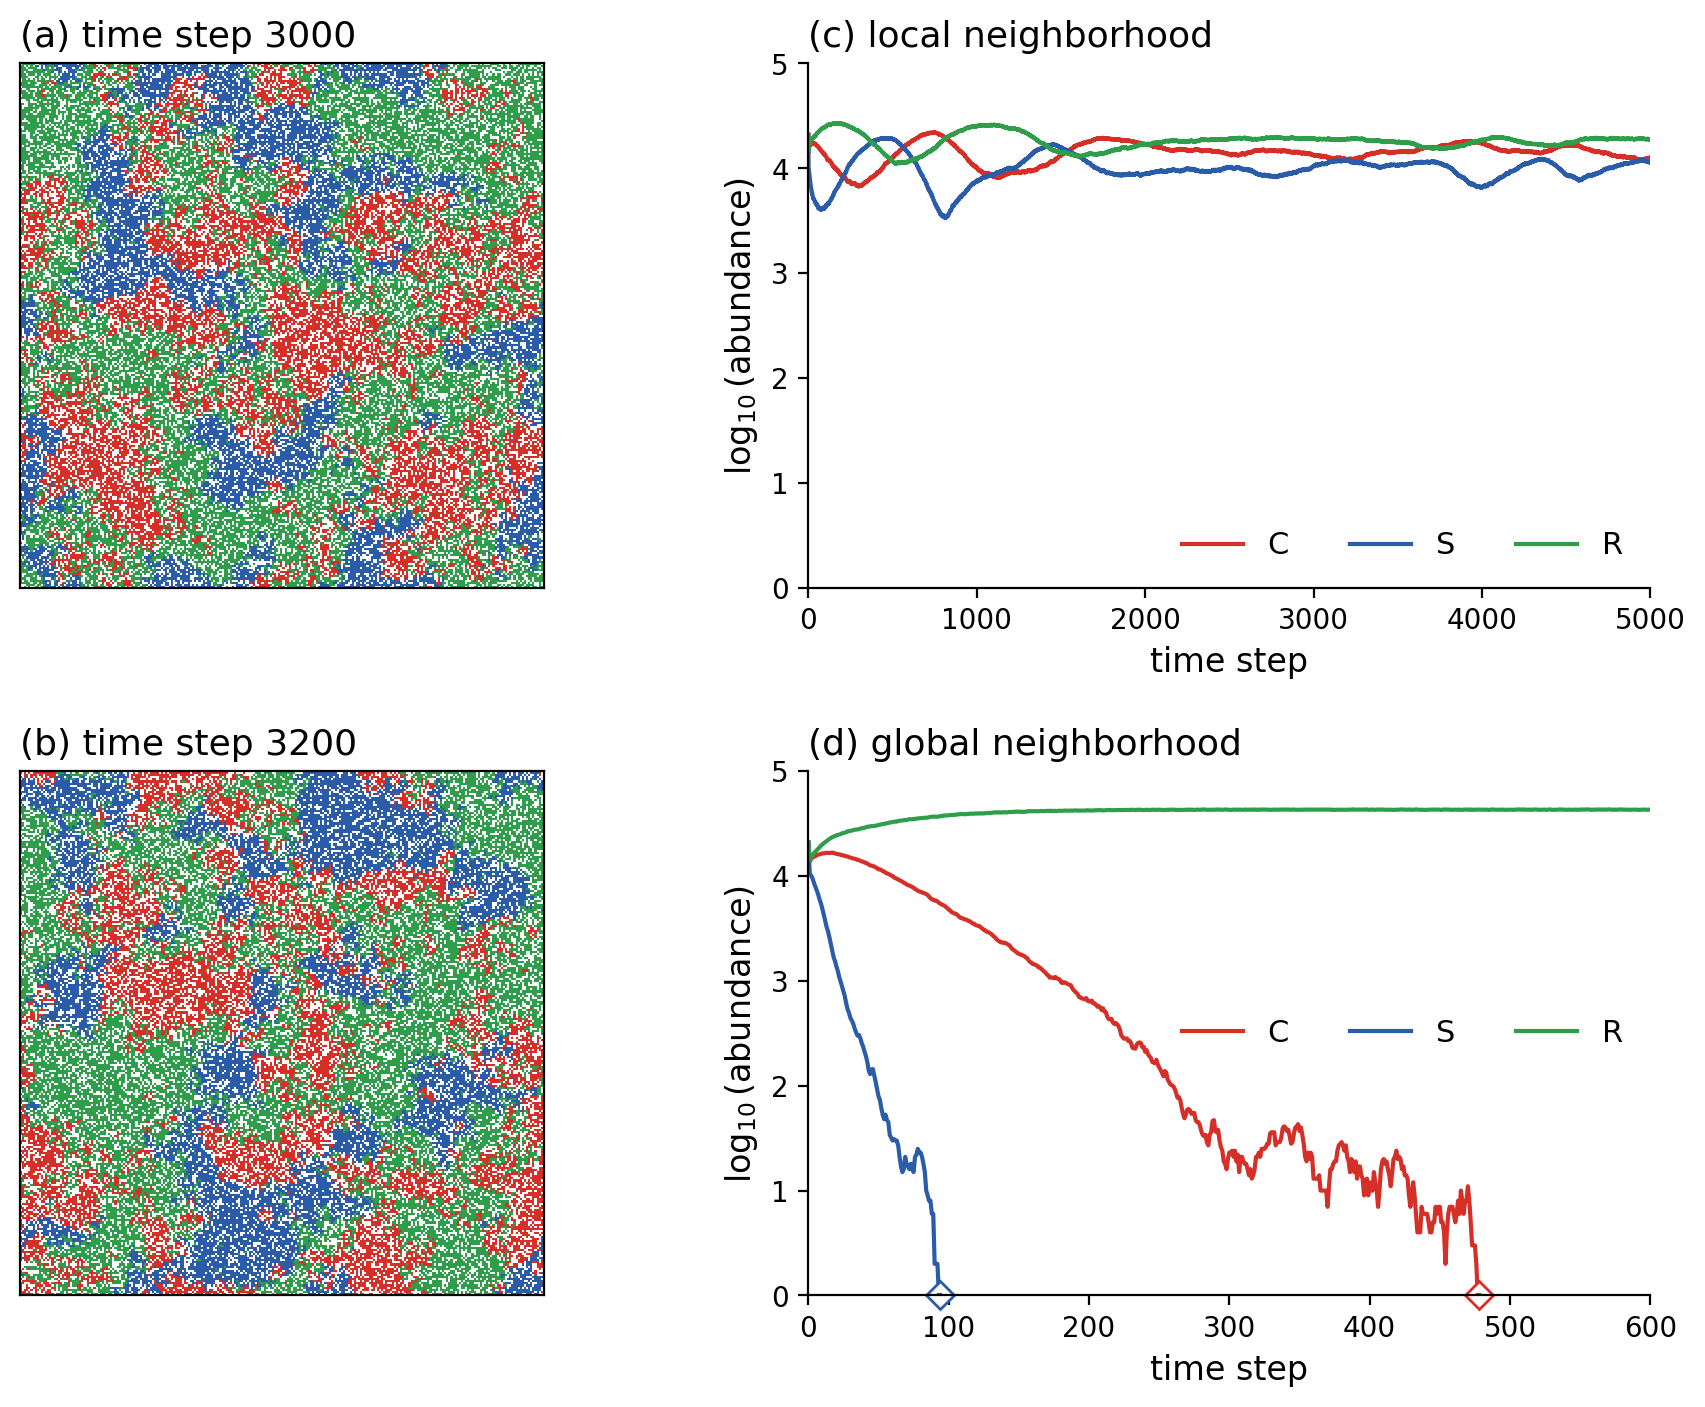 (a) time step 3000
(c) local neighborhood
5
4
3
2
1
0
log10 (abundance)
C S R
0 1000 2000 3000 4000 5000
time step
(b) time step 3200
(d) global neighborhood
5
4
3
2
1
0
log10 (abundance)
C S R
0 100 200 300 400 500 600
time step